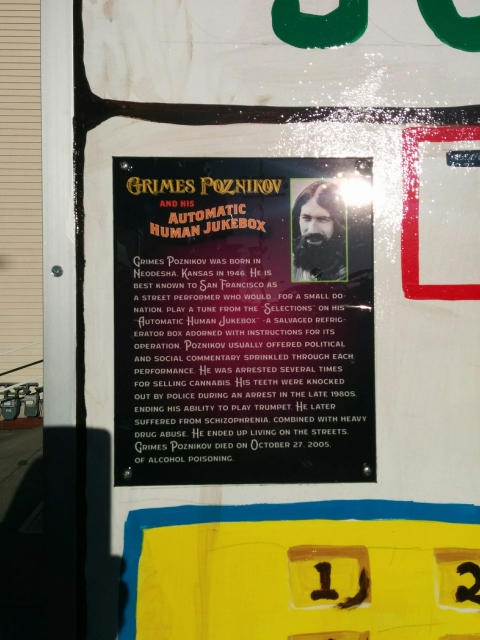 GRIMES POZNIKOV
AND HIS
AUTOMATIC
HUMAN JUKEBOX
GRIMES POZNIKOV WAS BORN IN
NEODESHA, KANSAS IN 1946. HE IS
BEST KNOWN TO SAN FRANCISCO AS
A STREET PERFORMER WHO WOULD FOR A SMALL DO-
NATION, PLAY A TUNE FROM THE "SELECTIONS" ON HIS
"AUTOMATIC HUMAN JUKEBOX" -A SALVAGED REFRIG-
ERATOR BOX ADORNED WITH INSTRUCTIONS FOR ITS
OPERATION. POZNIKOV USUALLY OFFERED POLITICAL
AND SOCIAL COMMENTARY SPRINKLED THROUGH EACH
PERFORMANCE. HE WAS ARRESTED SEVERAL TIMES
FOR SELLING CANNABIS. HIS TEETH WERE KNOCKED
OUT BY POLICE DURING AN ARREST IN THE LATE 1980S,
ENDING HIS ABILITY TO PLAY TRUMPET. HE LATER
SUFFERED FROM SCHIZOPHRENIA, COMBINED WITH HEAVY
DRUG ABUSE. HE ENDED UP LIVING ON THE STREETS.
GRIMES POZNIKOV DIED ON OCTOBER 27, 2005,
OF ALCOHOL POISONING.
1 2